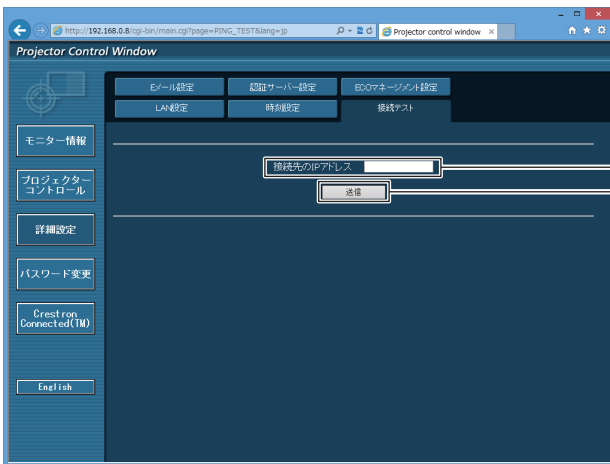 http://192.168.0.8/cgi-bin/main.cgi?page=PING_TEST&lang=jp
Projector control window
Projector Control Window
Eメール設定 認証サーバー設定 ECOマネージメント設定
LAN設定 時刻設定 接続テスト
モニター情報
接続先のIPアドレス
プロジェクター
コントロール
送信
詳細設定
パスワード変更
Crestron
Connected(TM)
English